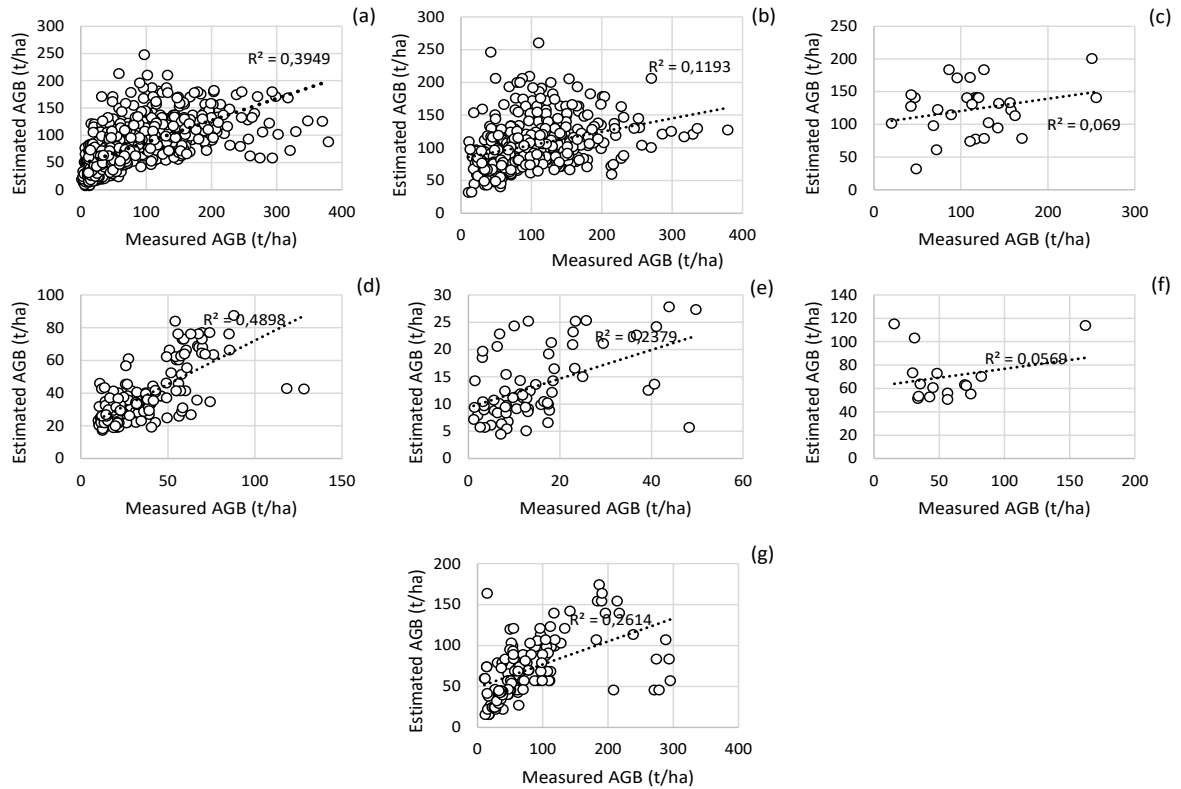 (a)
300
250
200
150
100
50
0
R² = 0,3949
0 100 200 300 400
Estimated AGB (t/ha)
Measured AGB (t/ha)
(b)
300
250
200
150
100
50
0
R² = 0,1193
0 100 200 300 400
Estimated AGB (t/ha)
Measured AGB (t/ha)
(c)
250
200
150
100
50
0
R² = 0,069
0 100 200 300
Estimated AGB (t/ha)
Measured AGB (t/ha)
(d)
100
80
60
40
20
0
R² = 0,4898
0 50 100 150
Estimated AGB (t/ha)
Measured AGB (t/ha)
(e)
30
25
20
15
10
5
0
R² = 0,2379
0 20 40 60
Estimated AGB (t/ha)
Measured AGB (t/ha)
(f)
140
120
100
80
60
40
20
0
R² = 0,0569
0 50 100 150 200
Estimated AGB (t/ha)
Measured AGB (t/ha)
(g)
200
150
100
50
0
R² = 0,2614
0 100 200 300 400
Estimated AGB (t/ha)
Measured AGB (t/ha)